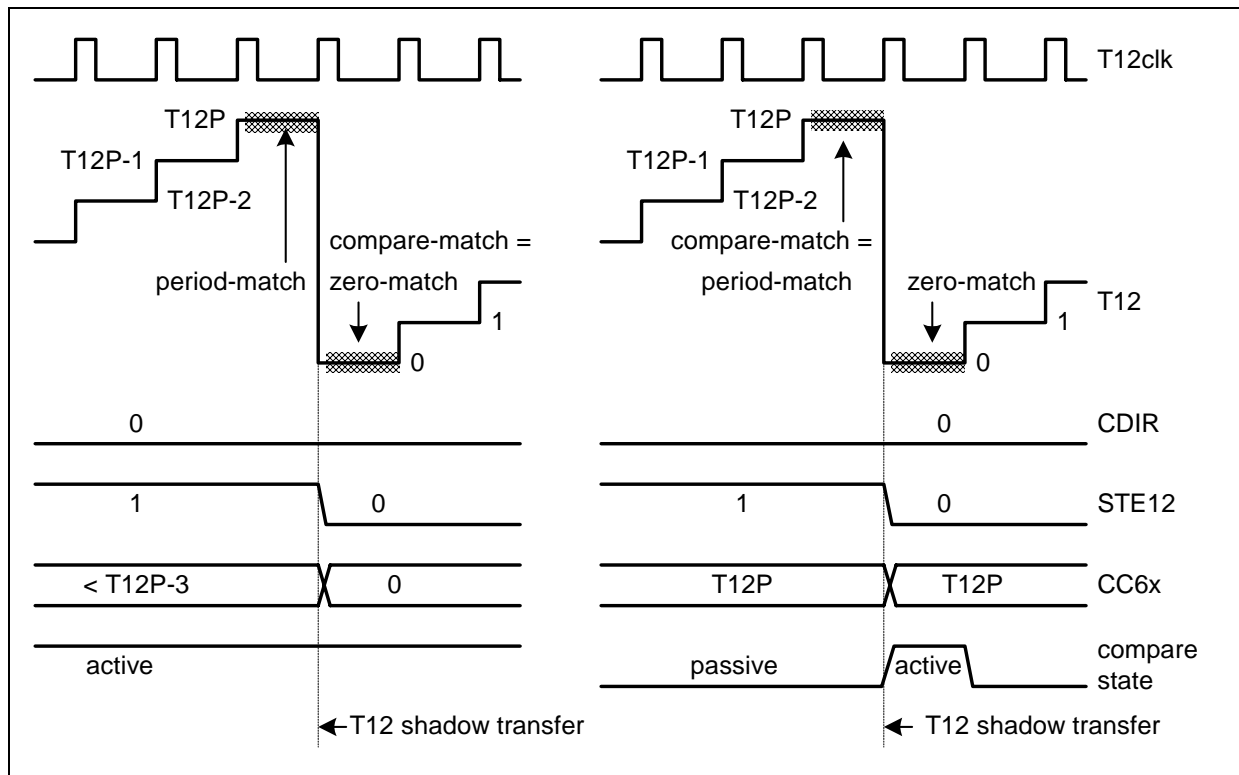 T12clk
T12P
T12P-1
T12P-2
compare-match =
period-match
zero-match
1
0
T12P
T12P-1
T12P-2
compare-match =
period-match
zero-match
1
0
T12
0
0
CDIR
1
0
1
0
STE12
< T12P-3
0
T12P
T12P
CC6x
active
passive
active
compare
state
T12 shadow transfer
T12 shadow transfer